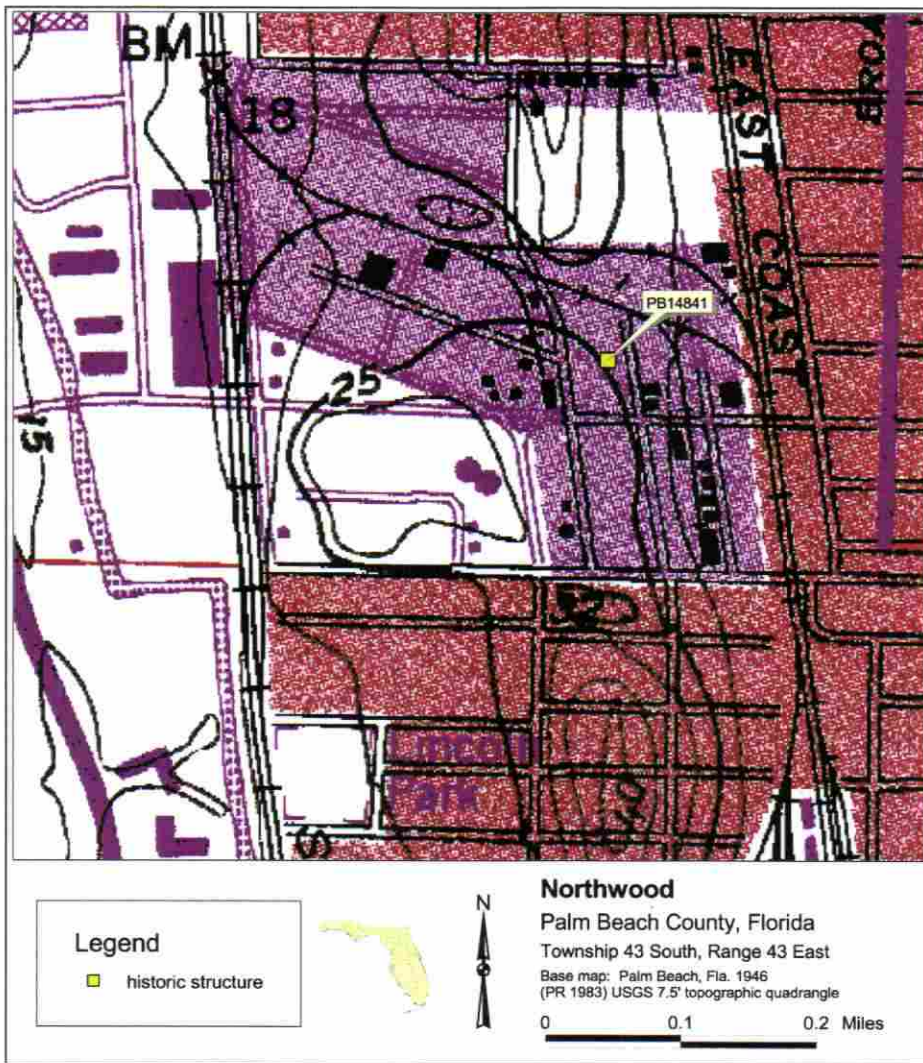 BM
18
EAST COAST
PB14841
25
15
Lincoln
Park
S
Northwood
Palm Beach County, Florida
Township 43 South, Range 43 East
Base map: Palm Beach, Fla. 1946
(PR 1983) USGS 7.5' topographic quadrangle
Legend
historic structure
N
0 0.1 0.2 Miles